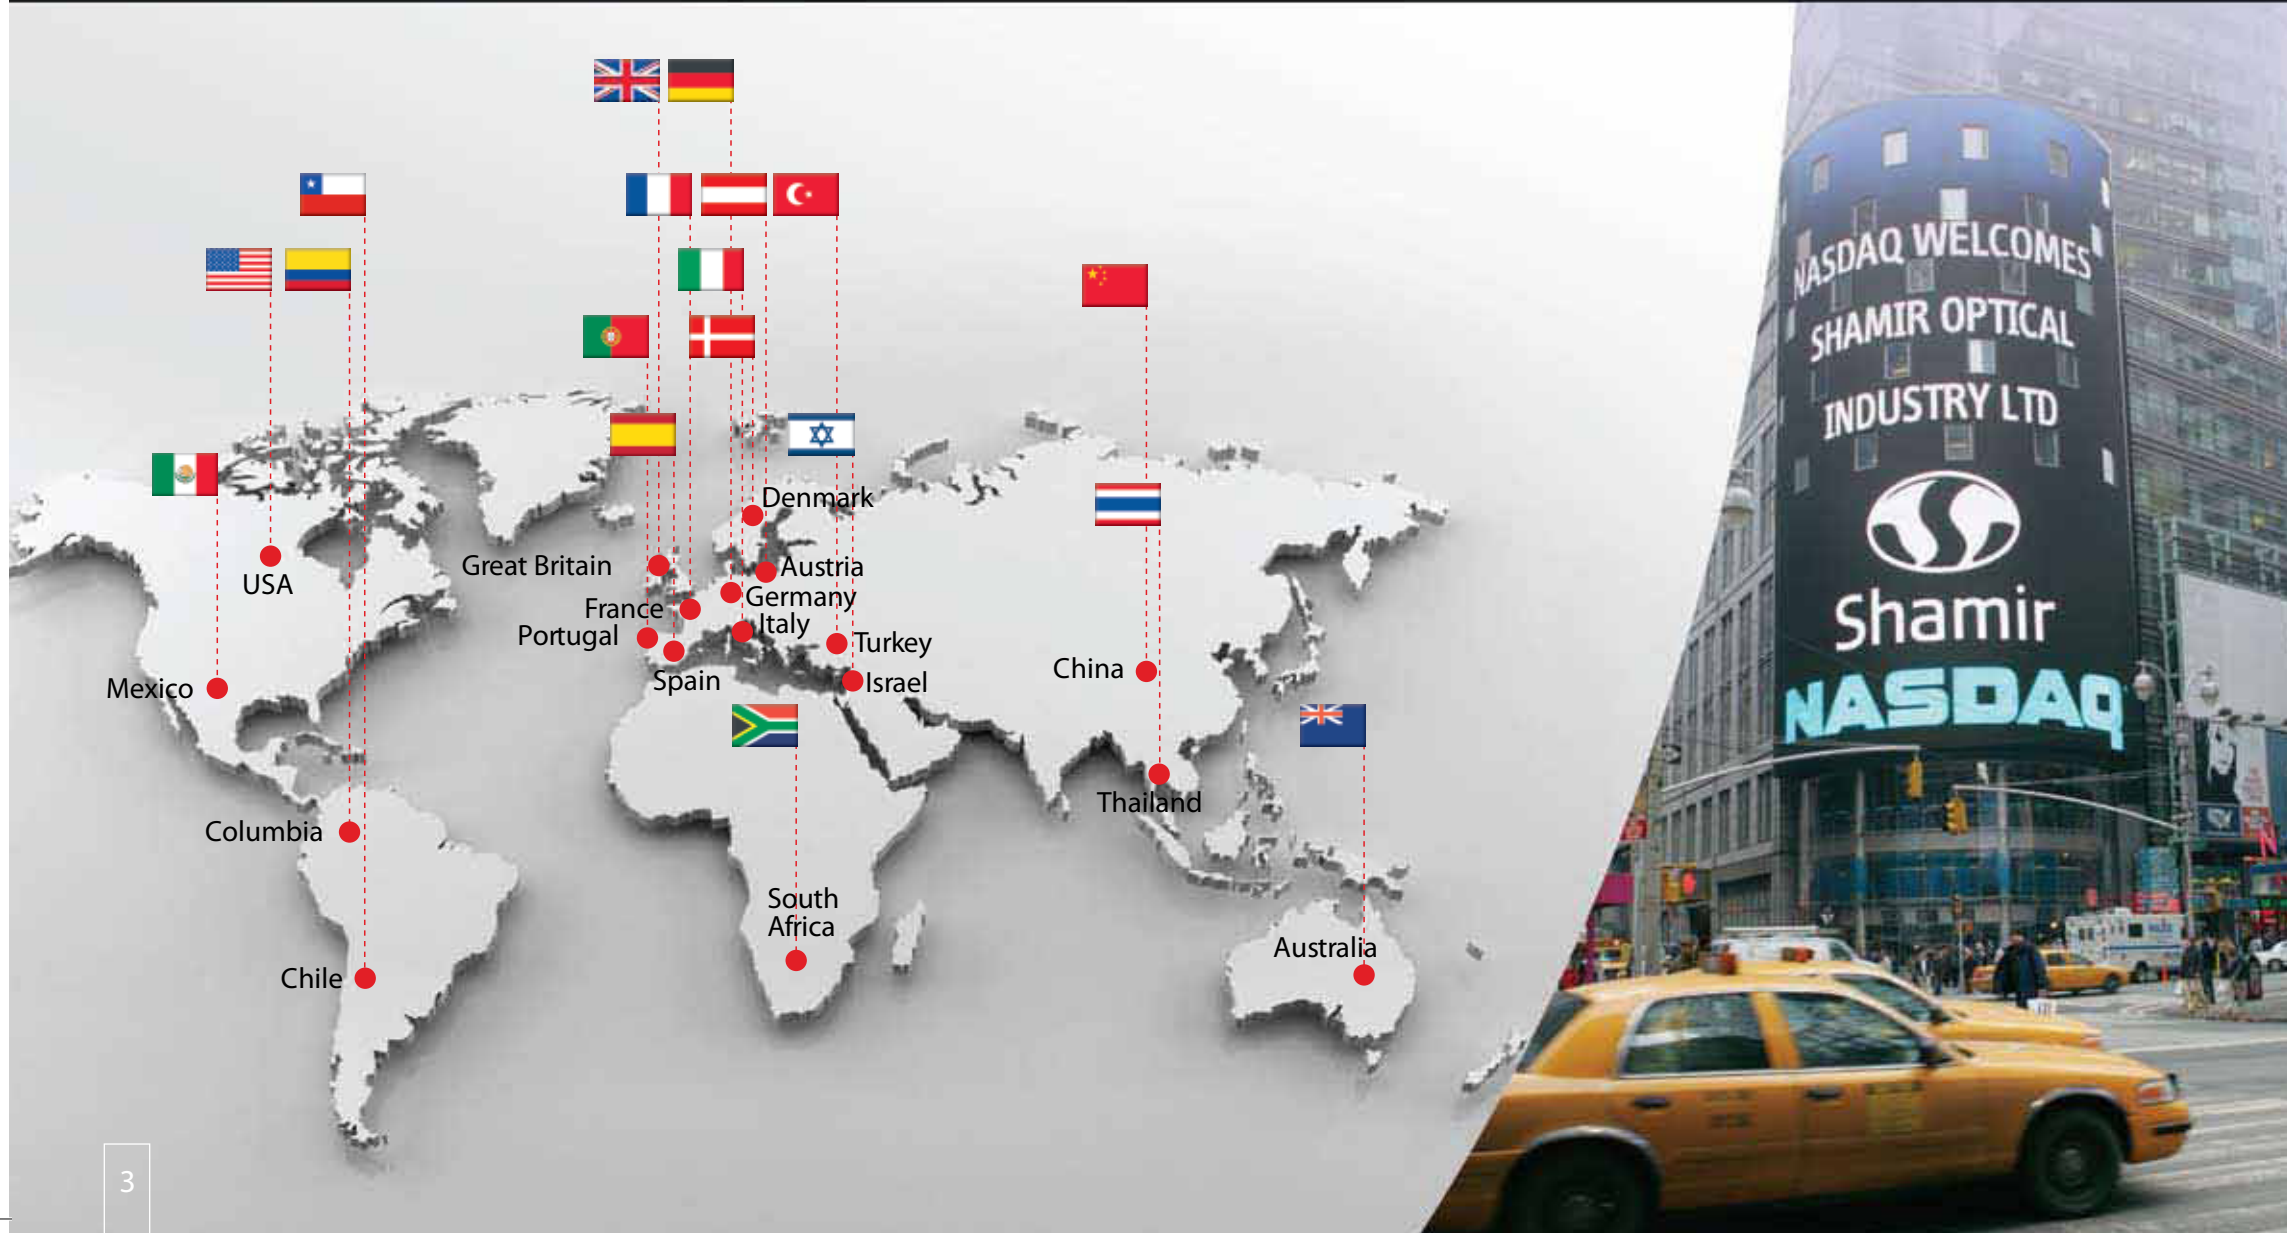 Denmark
Great Britain
Austria
USA
Germany
France
Italy
Portugal
Turkey
Spain
Israel
China
Mexico
Thailand
Columbia
South
Africa
Australia
Chile
3
NASDAQ WELCOMES
SHAMIR OPTICAL
INDUSTRY LTD
Shamir
NASDAQ